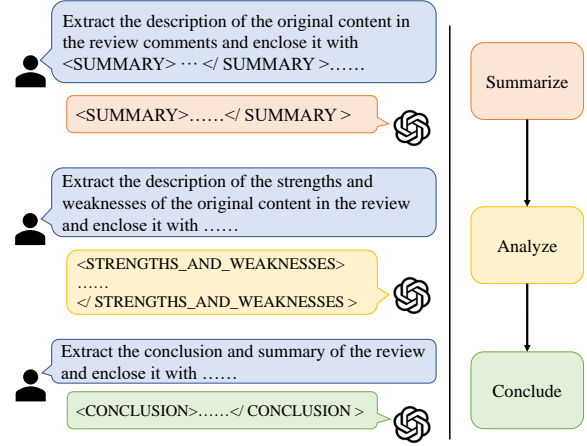 Extract the description of the original content in
the review comments and enclose it with
<SUMMARY> ··· </ SUMMARY >......
Summarize
<SUMMARY>......</ SUMMARY >
Extract the description of the strengths and
weaknesses of the original content in the review
and enclose it with ......
Analyze
<STRENGTHS_AND_WEAKNESSES>
......
</ STRENGTHS_AND_WEAKNESSES >
Extract the conclusion and summary of the review
and enclose it with ......
Conclude
<CONCLUSION>......</ CONCLUSION >